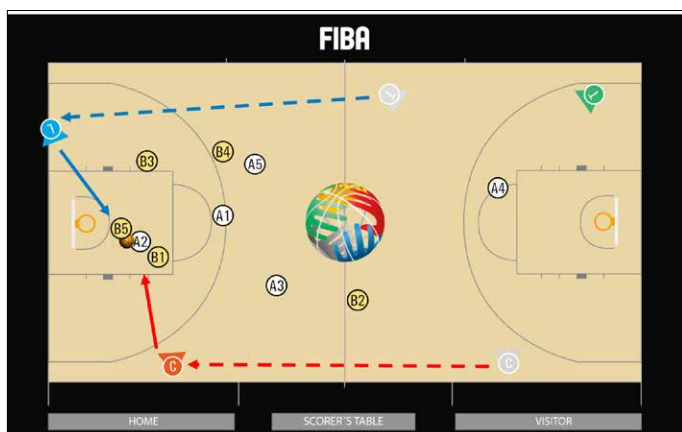 FIBA
L
L
T
B3
B4
A5
A4
A1
B5
A2
B1
A3
B2
C
C
HOME
SCORER'S TABLE
VISITOR